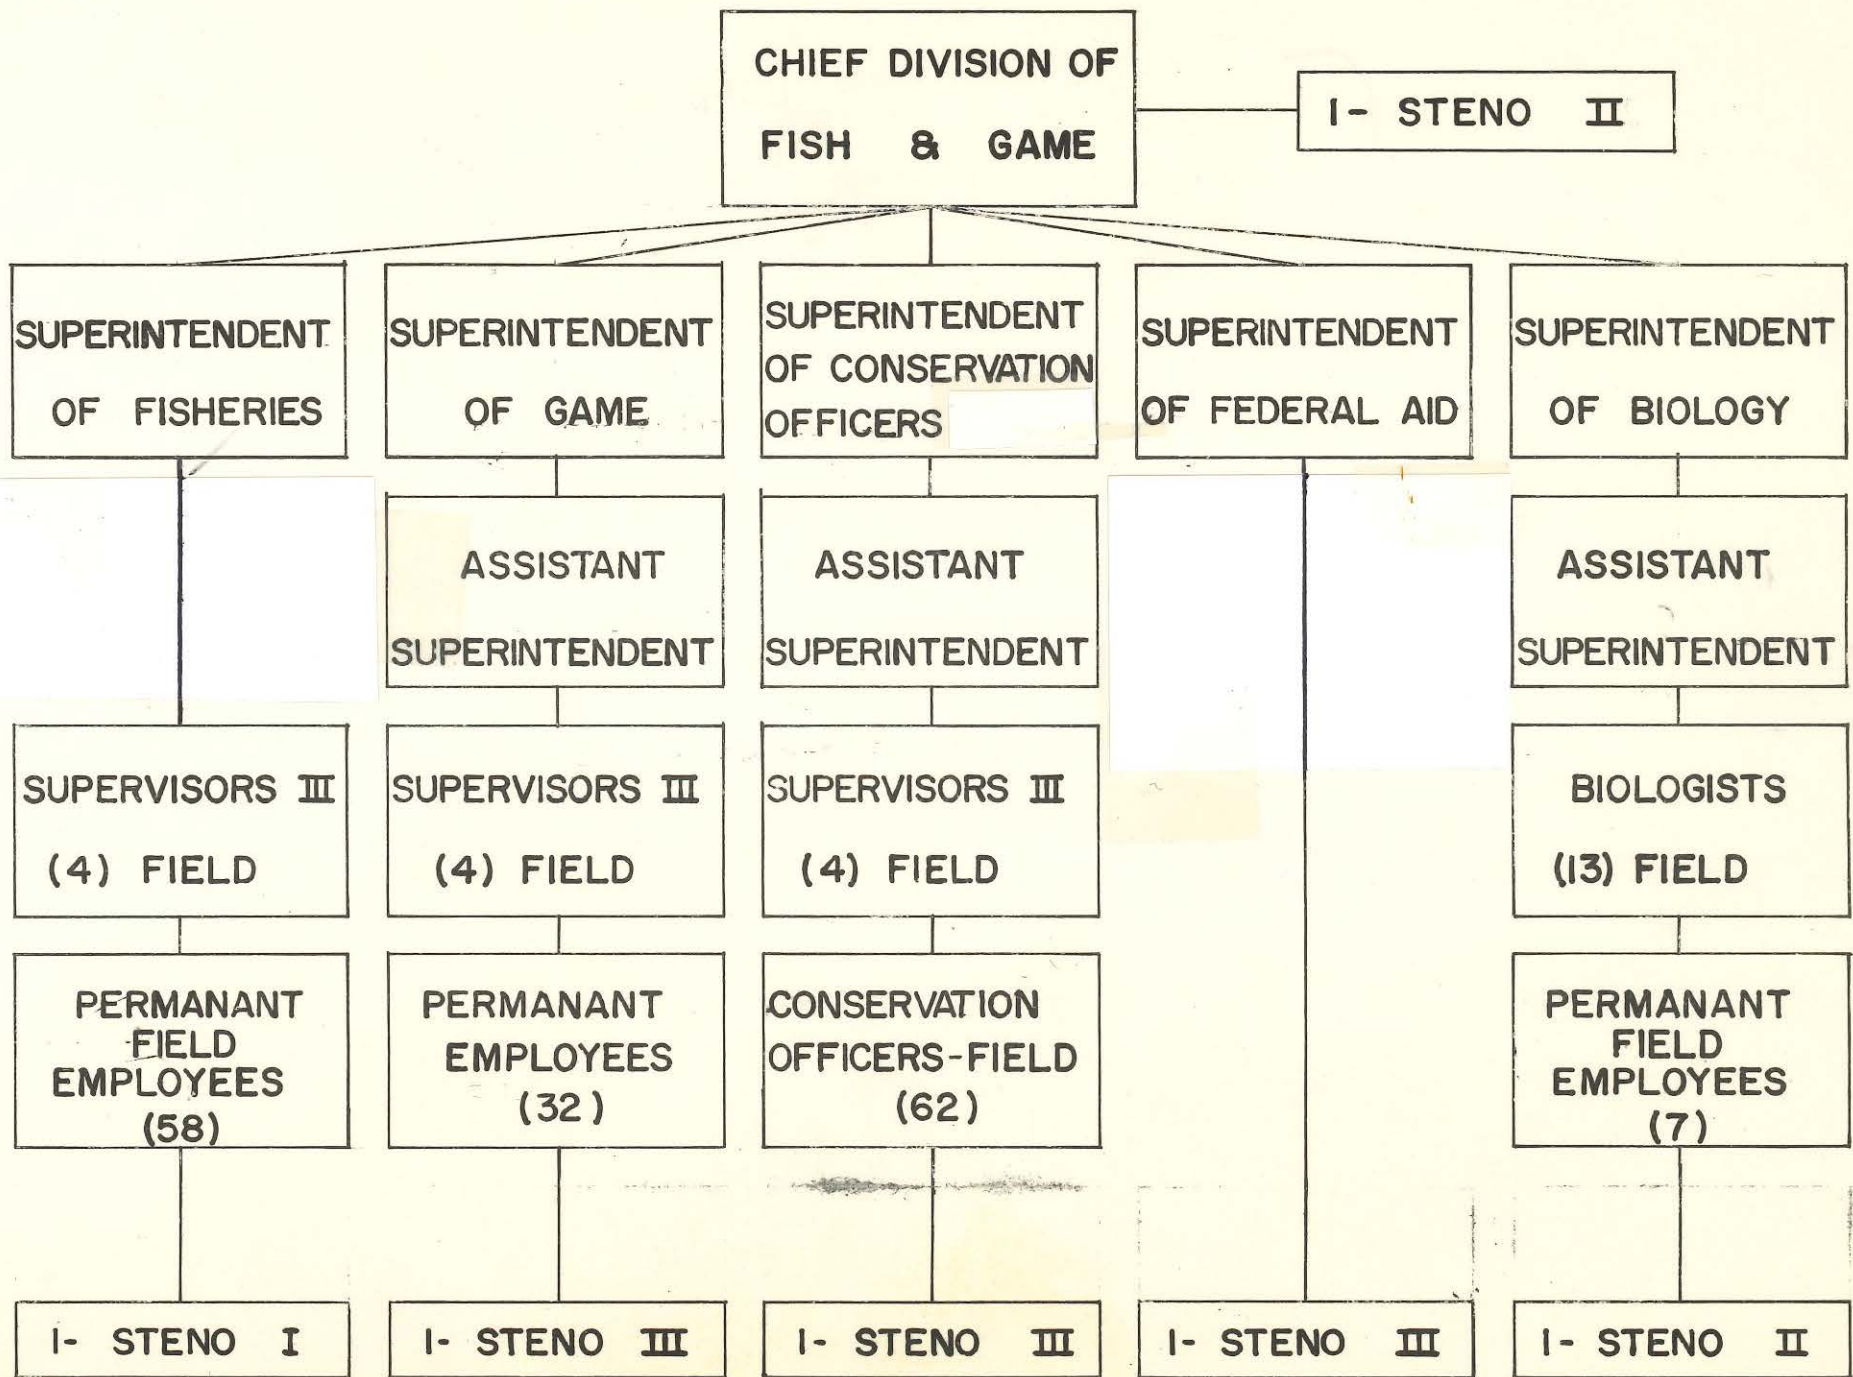 CHIEF DIVISION OF
FISH & GAME
1- STENO II
SUPERINTENDENT
OF FISHERIES
SUPERINTENDENT
OF GAME
SUPERINTENDENT
OF CONSERVATION
OFFICERS
SUPERINTENDENT
OF FEDERAL AID
SUPERINTENDENT
OF BIOLOGY
ASSISTANT
SUPERINTENDENT
ASSISTANT
SUPERINTENDENT
ASSISTANT
SUPERINTENDENT
SUPERVISORS III
(4) FIELD
SUPERVISORS III
(4) FIELD
SUPERVISORS III
(4) FIELD
BIOLOGISTS
(13) FIELD
PERMANANT
FIELD
EMPLOYEES
(58)
PERMANANT
EMPLOYEES
(32)
CONSERVATION
OFFICERS-FIELD
(62)
PERMANANT
FIELD
EMPLOYEES
(7)
1- STENO I
1- STENO III
1- STENO III
1- STENO III
1- STENO II